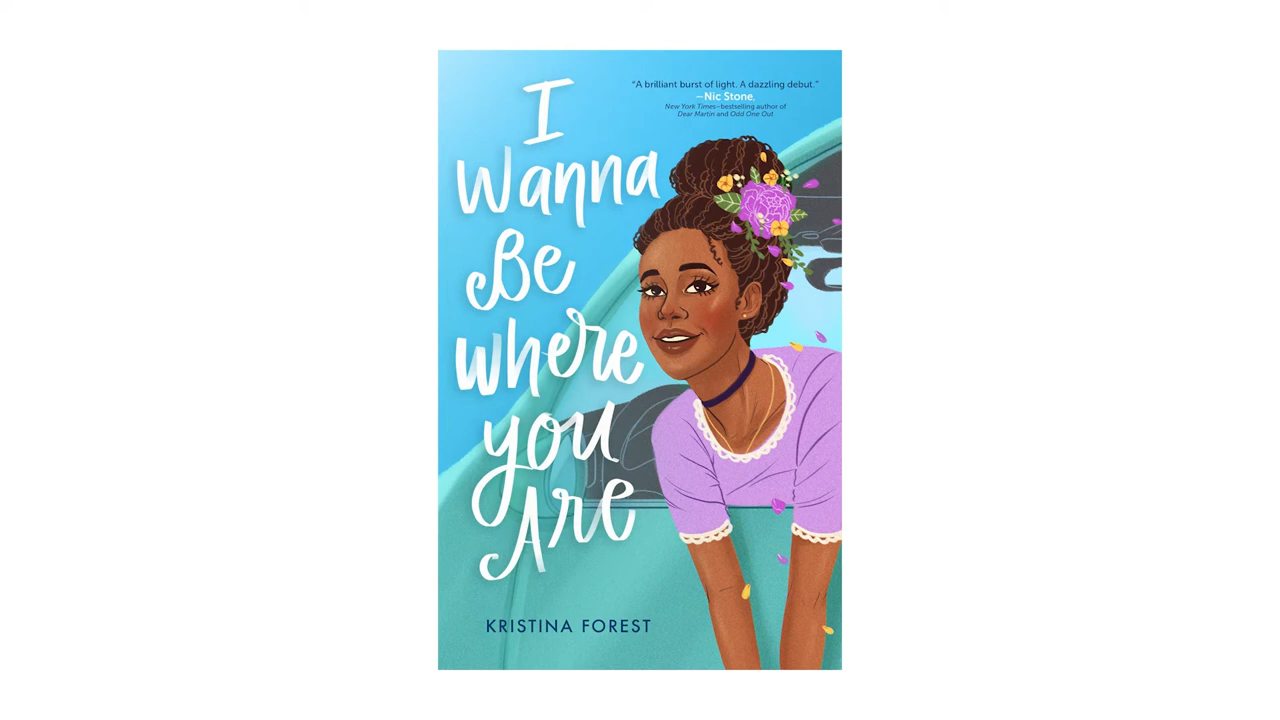 I
Wanna
Be
where
you
Are
“A brilliant burst of light. A dazzling debut.”
—Nic Stone,
New York Times–bestselling author of
Dear Martin and Odd One Out
KRISTINA FOREST